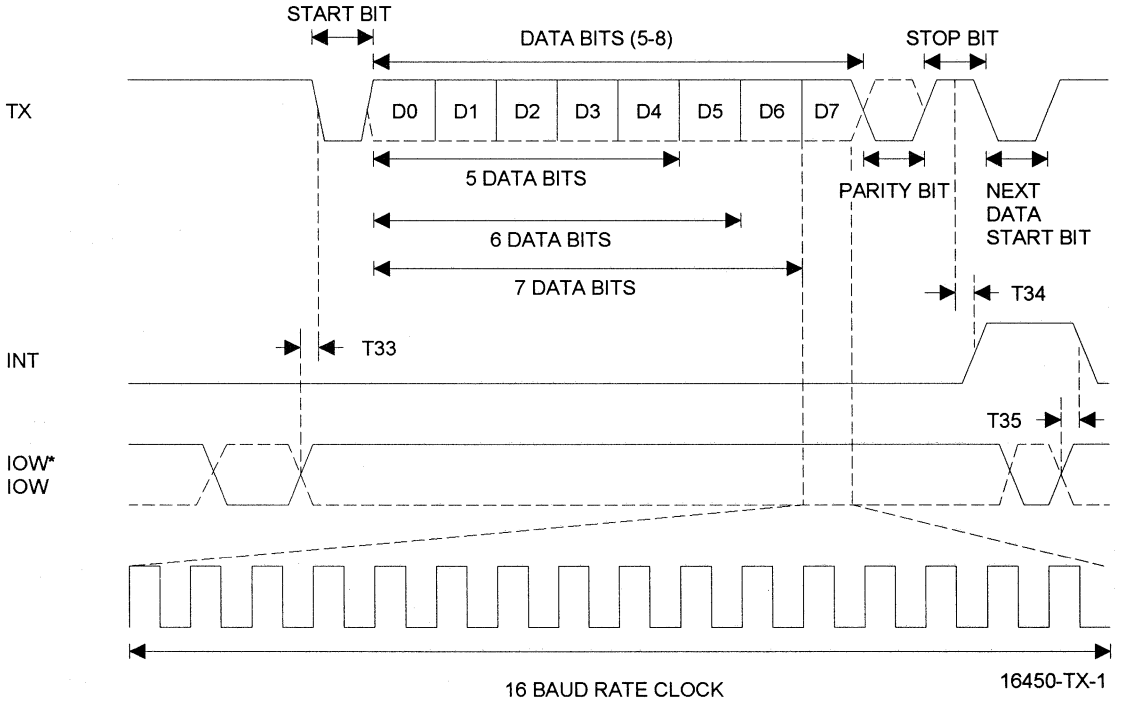 START BIT
DATA BITS (5-8)
STOP BIT
TX
D0 D1 D2 D3 D4 D5 D6 D7
5 DATA BITS
PARITY BIT
NEXT
DATA
START BIT
6 DATA BITS
7 DATA BITS
T34
T33
INT
T35
IOW*
IOW
16450-TX-1
16 BAUD RATE CLOCK